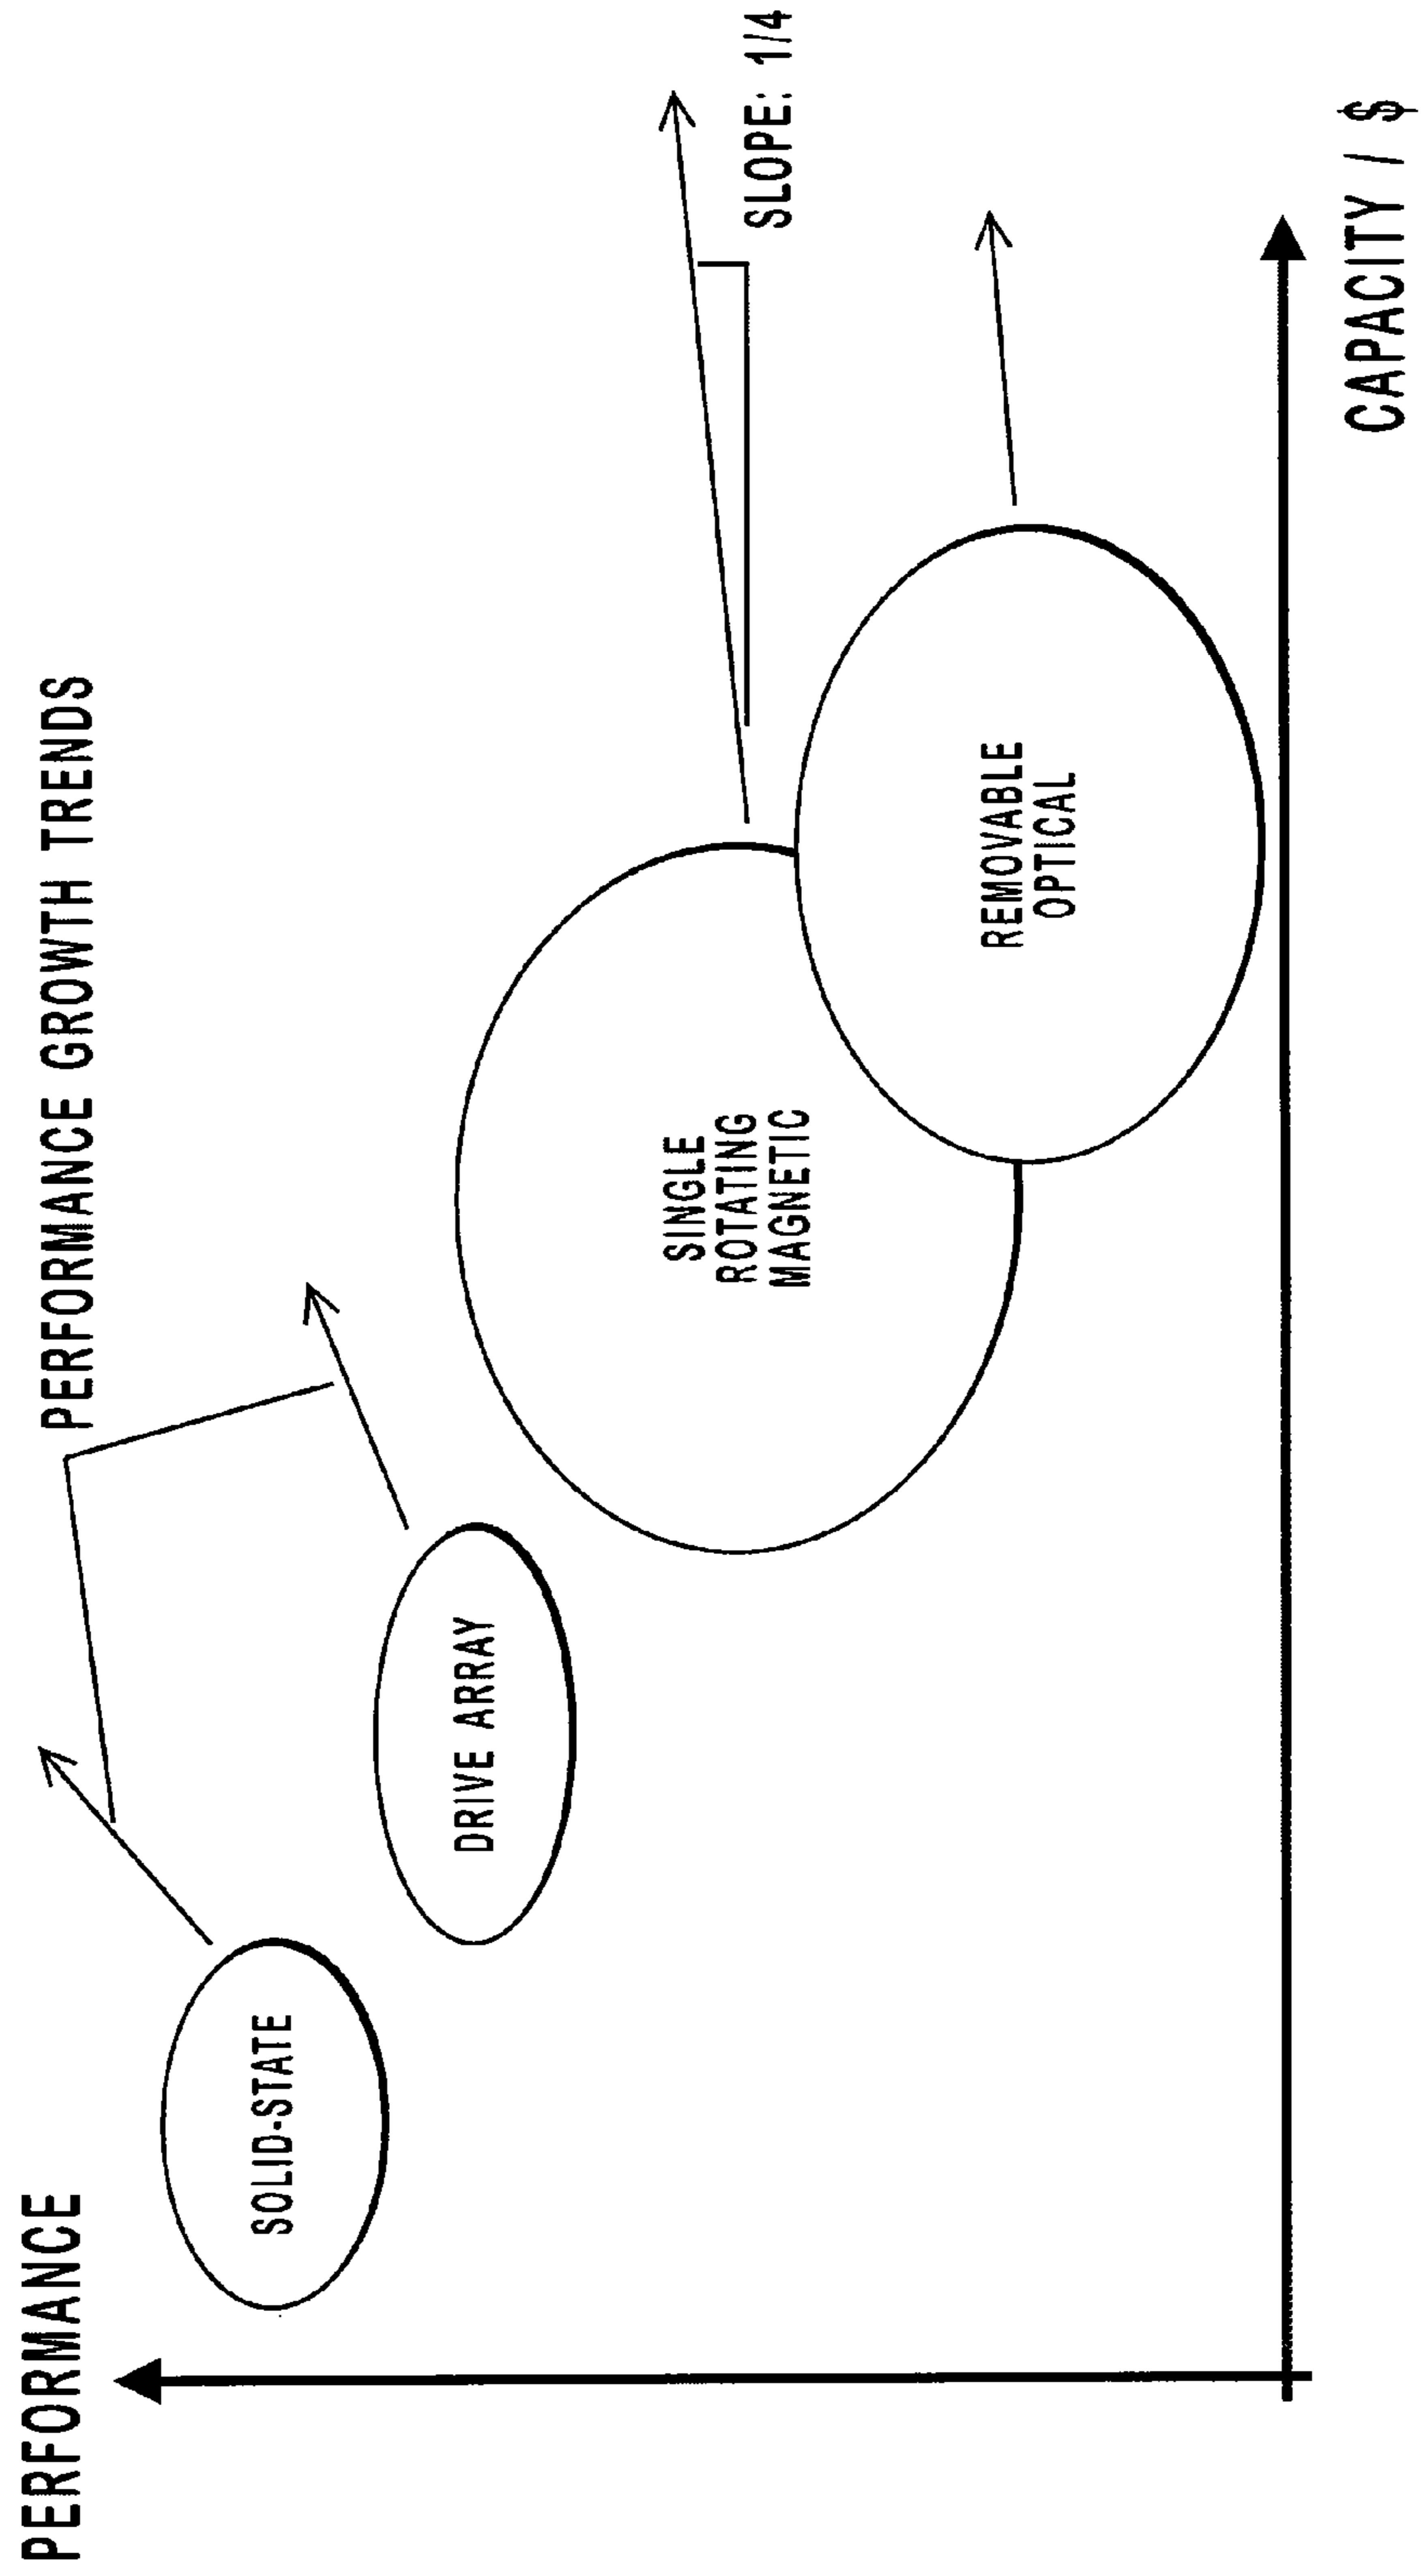 PERFORMANCE
PERFORMANCE GROWTH TRENDS
SOLID-STATE
DRIVE ARRAY
SINGLE
ROTATING
MAGNETIC
SLOPE: 1/4
REMOVABLE
OPTICAL
CAPACITY / $